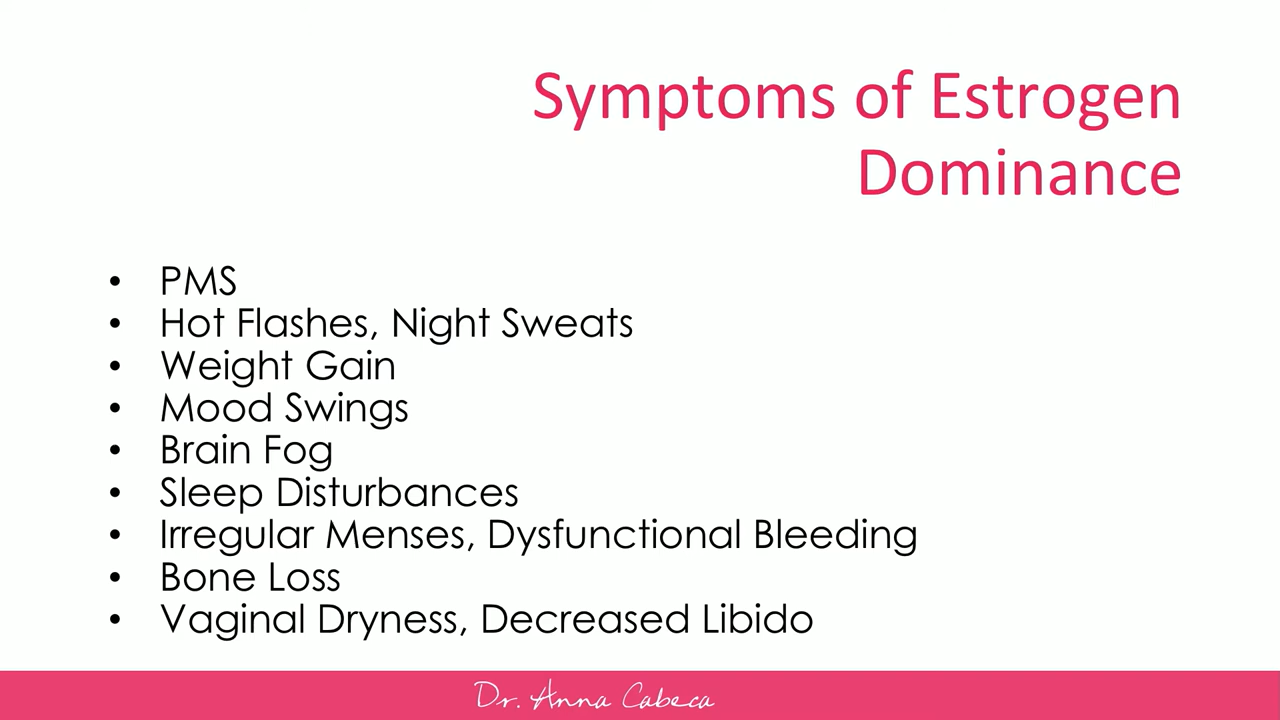 Symptoms of Estrogen
Dominance
• PMS
• Hot Flashes, Night Sweats
• Weight Gain
• Mood Swings
• Brain Fog
• Sleep Disturbances
• Irregular Menses, Dysfunctional Bleeding
• Bone Loss
• Vaginal Dryness, Decreased Libido
Dr. Anna Cabeca